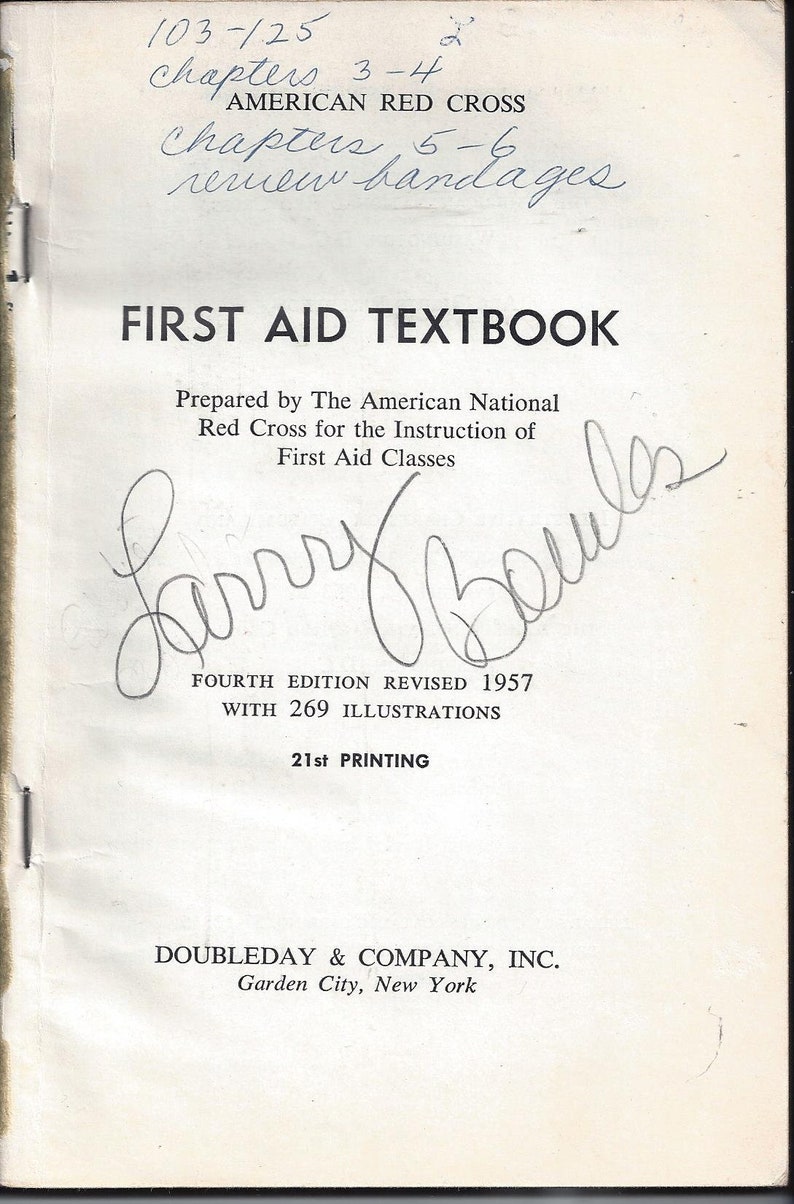 103-125 2
chapters 3-4
AMERICAN RED CROSS
chapters 5-6
review bandages
FIRST AID TEXTBOOK
Prepared by The American National
Red Cross for the Instruction of
First Aid Classes
Larry
FOURTH EDITION REVISED 1957
WITH 269 ILLUSTRATIONS
21st PRINTING
DOUBLEDAY & COMPANY, INC.
Garden City, New York